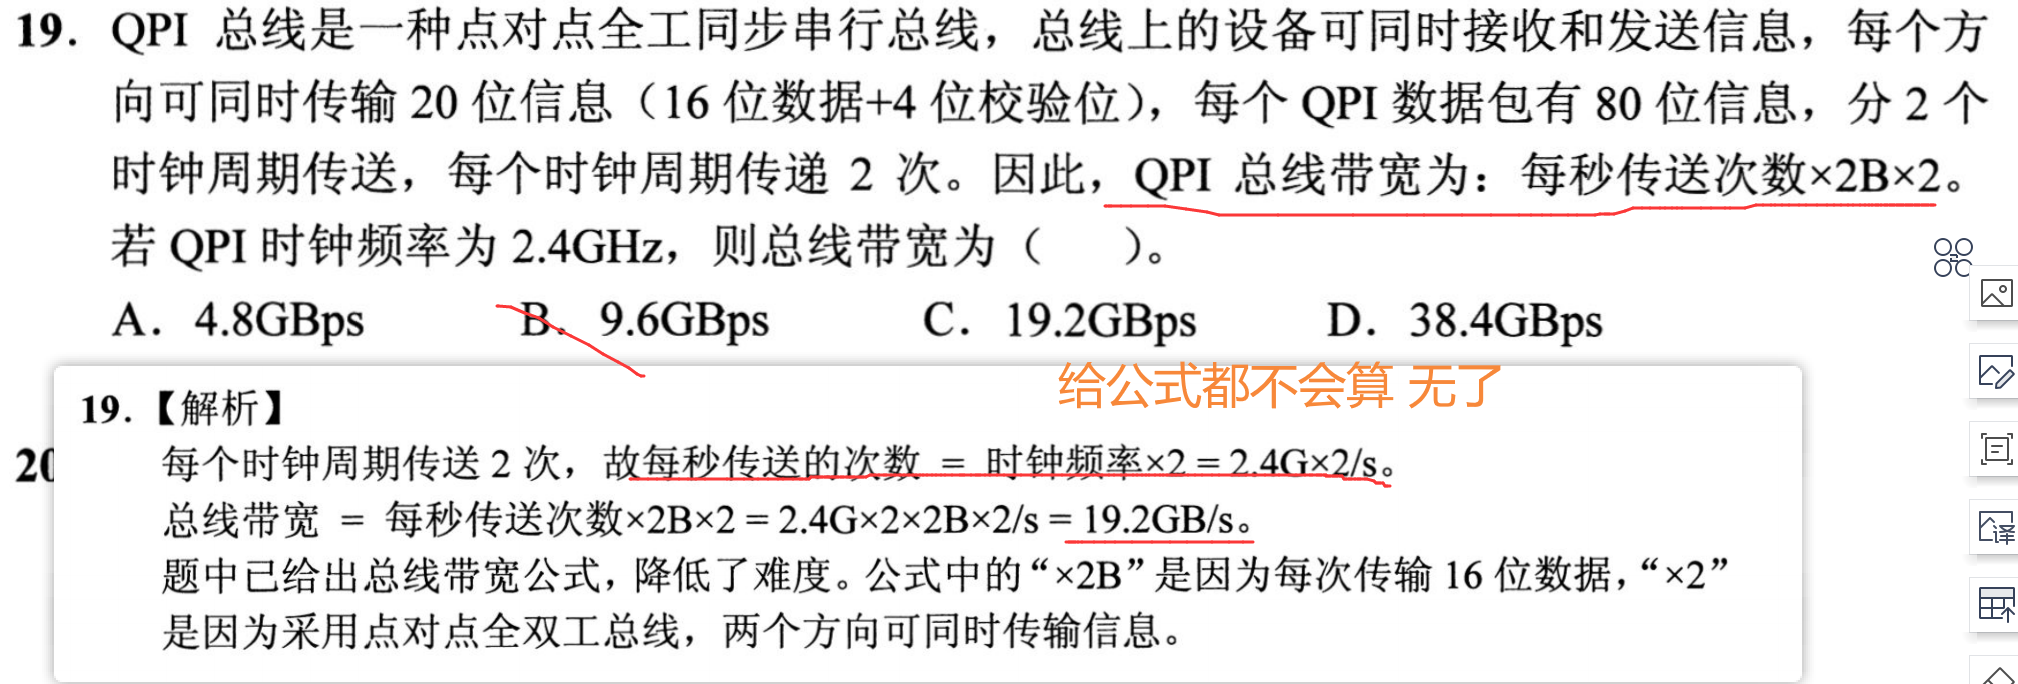 19. QPI 总线是一种点对点全工同步串行总线，总线上的设备可同时接收和发送信息，每个方
向可同时传输 20 位信息（16 位数据+4 位校验位），每个 QPI 数据包有 80 位信息，分 2 个
时钟周期传送，每个时钟周期传递 2 次。因此，QPI 总线带宽为：每秒传送次数×2B×2。
若 QPI 时钟频率为 2.4GHz，则总线带宽为（　　）。
A. 4.8GBps B. 9.6GBps C. 19.2GBps D. 38.4GBps
给公式都不会算 无了
19.【解析】
20
每个时钟周期传送 2 次，故每秒传送的次数 = 时钟频率×2 = 2.4G×2/s。
总线带宽 = 每秒传送次数×2B×2 = 2.4G×2×2B×2/s = 19.2GB/s。
题中已给出总线带宽公式，降低了难度。公式中的“×2B”是因为每次传输 16 位数据，“×2”
是因为采用点对点全双工总线，两个方向可同时传输信息。
译